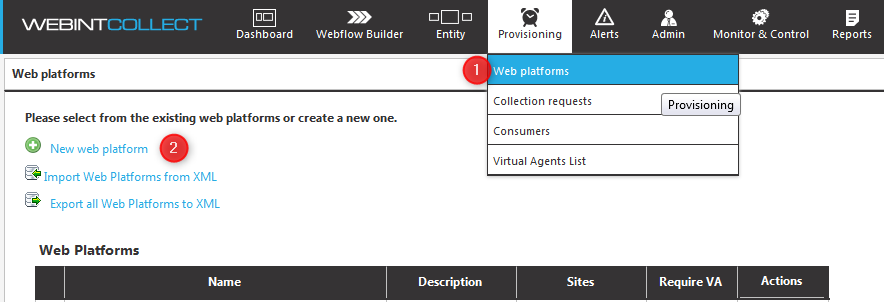 WEBINTCOLLECT
Dashboard
Webflow Builder
Entity
Provisioning
Alerts
Admin
Monitor & Control
Reports
Web platforms
1
Web platforms
Collection requests
Provisioning
Consumers
Virtual Agents List
Please select from the existing web platforms or create a new one.
New web platform
2
Import Web Platforms from XML
Export all Web Platforms to XML
Web Platforms
Name Description Sites Require VA Actions